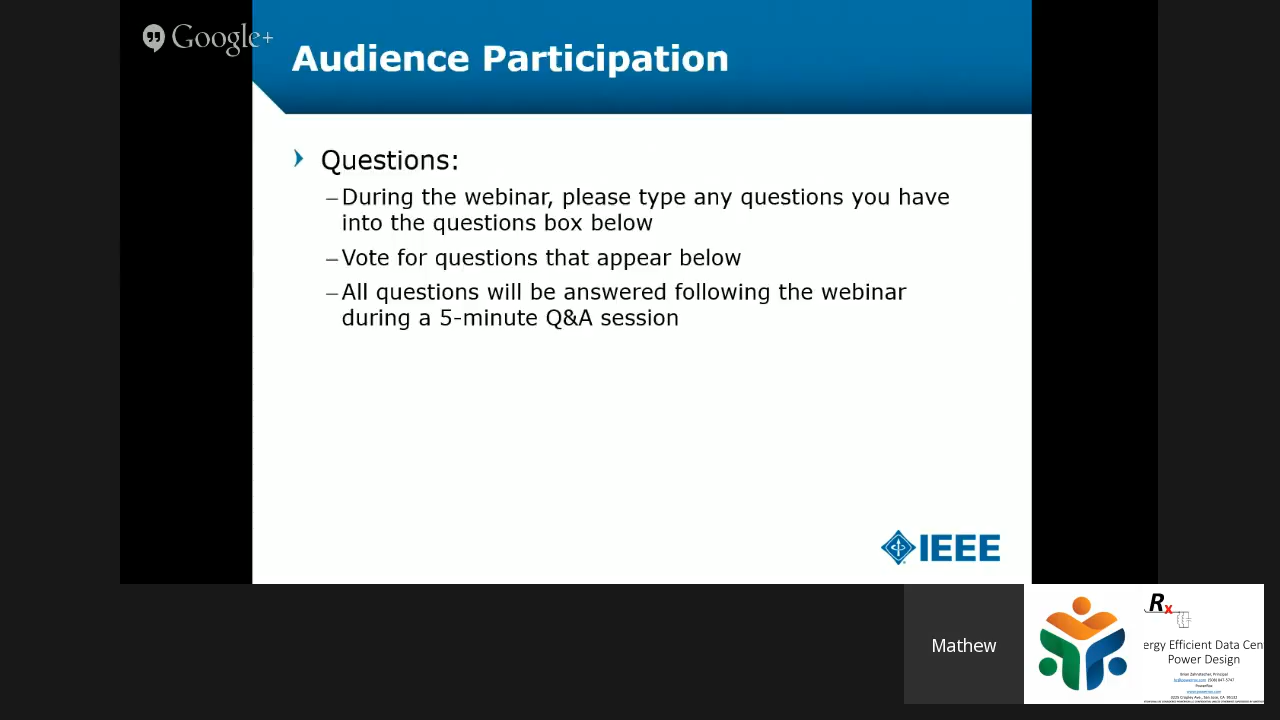 Google+
Audience Participation
Questions:
–During the webinar, please type any questions you have
into the questions box below
–Vote for questions that appear below
–All questions will be answered following the webinar
during a 5-minute Q&A session
IEEE
Mathew
Rx
ergy Efficient Data Cen
Power Design